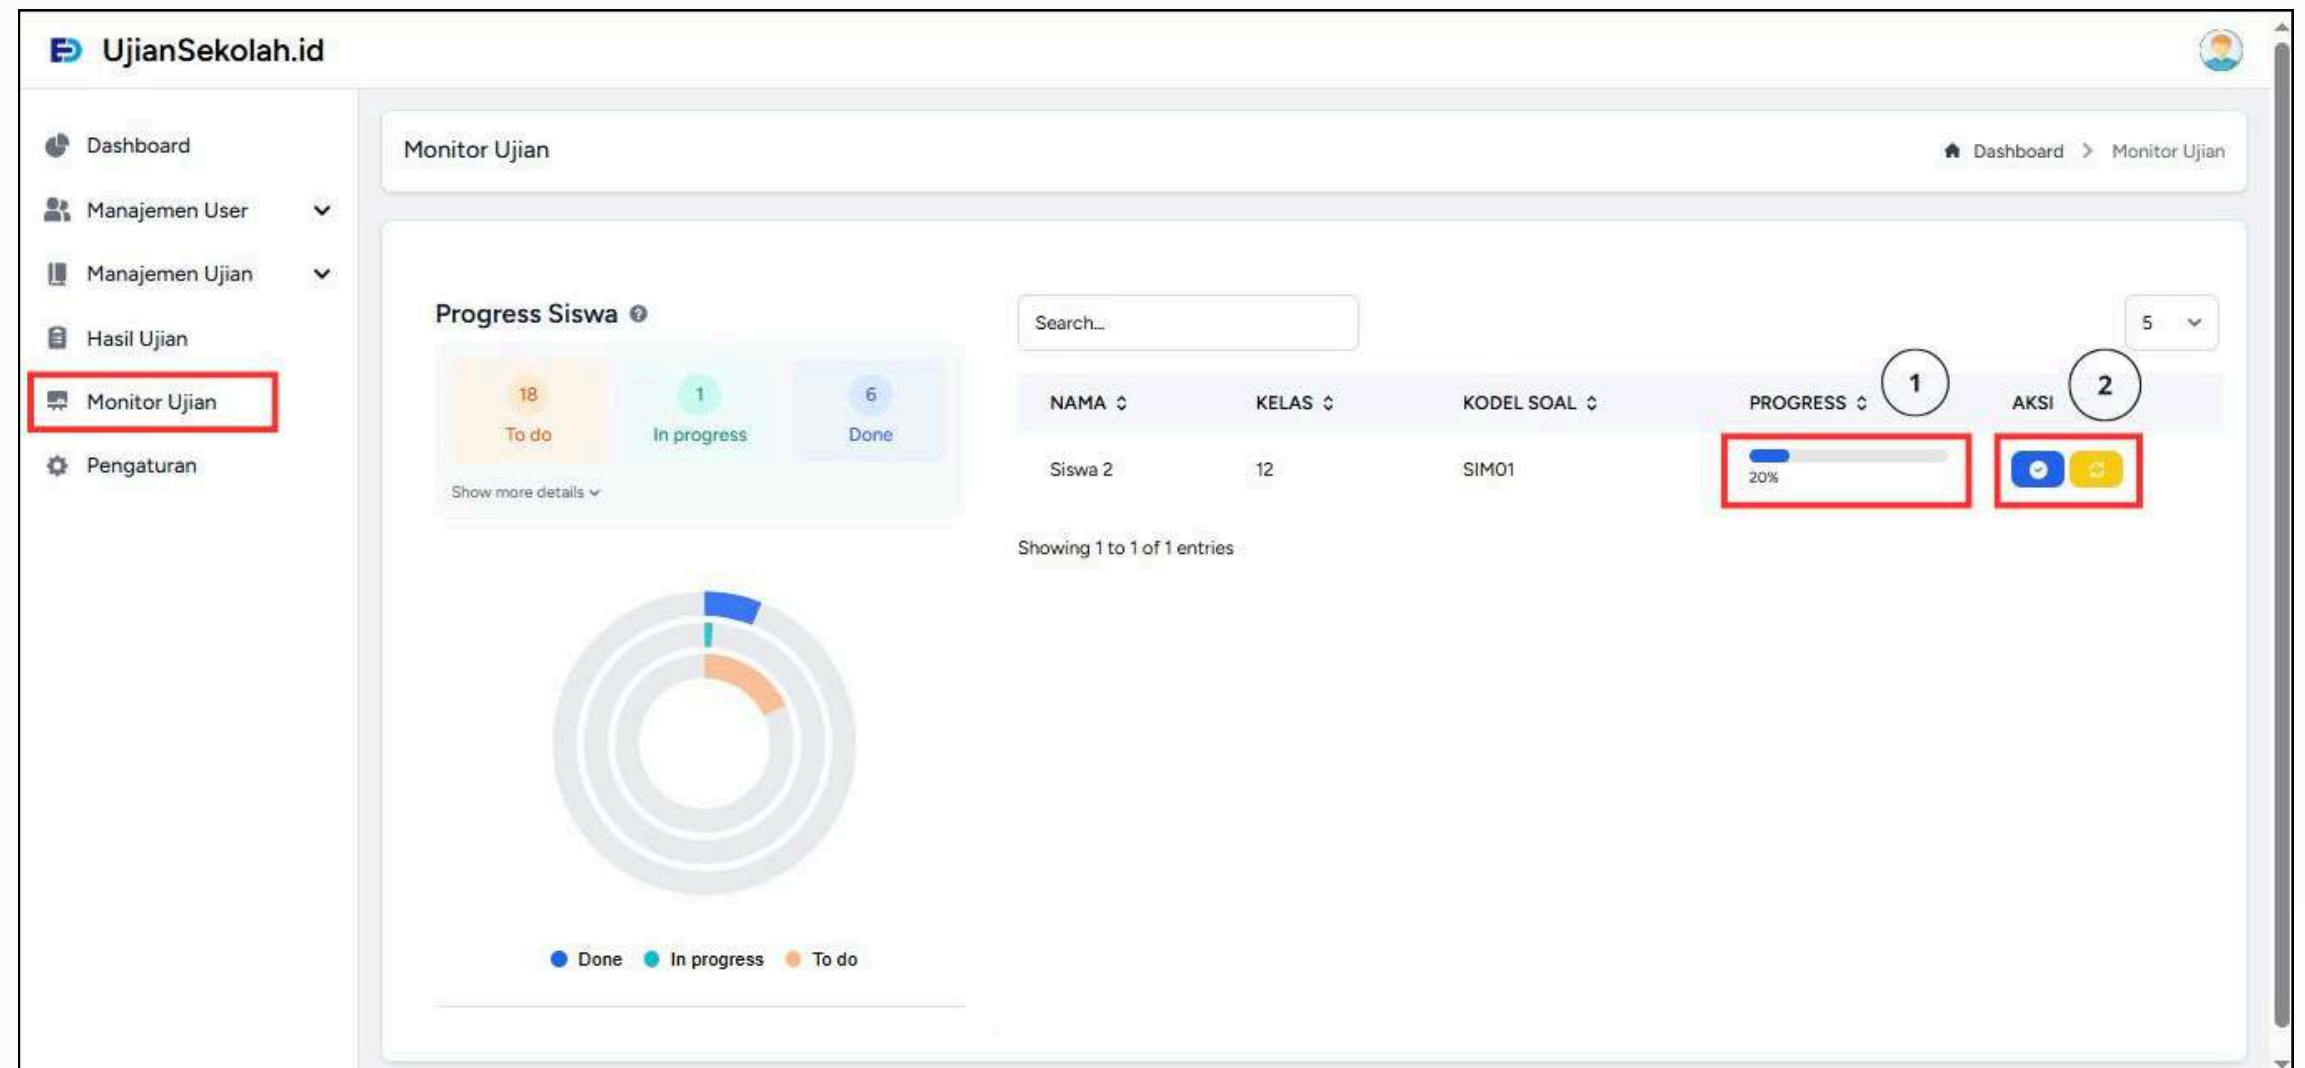 UjianSekolah.id
Dashboard
Manajemen User
Manajemen Ujian
Hasil Ujian
Monitor Ujian
Pengaturan
Monitor Ujian
Dashboard > Monitor Ujian
Progress Siswa
18
To do
1
In progress
6
Done
Show more details
Done In progress To do
Search...
5
1
2
NAMA KELAS KODEL SOAL PROGRESS AKSI
Siswa 2 12 SIM01 20%
Showing 1 to 1 of 1 entries